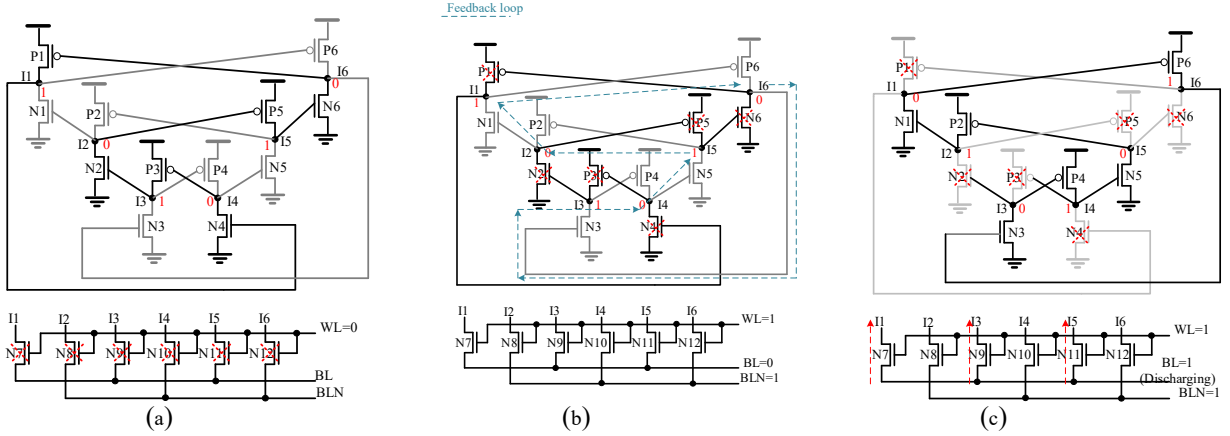 Feedback loop
P1
P6
I1
I6
1
0
N1
P2
P5
N6
I2
0
1
I5
N2
P3
P4
N5
I3
1
0
I4
N3
N4
I1
I2
I3
I4
I5
I6
WL=0
N7
N8
N9
N10
N11
N12
BL
BLN
(a)
P1
P6
I1
I6
1
0
N1
P2
P5
N6
I2
0
1
I5
N2
P3
P4
N5
I3
1
0
I4
N3
N4
I1
I2
I3
I4
I5
I6
WL=1
N7
N8
N9
N10
N11
N12
BL=0
BLN=1
(b)
P1
P6
I1
1
I6
0
N1
P2
P5
N6
I2
1
0
I5
N2
P3
P4
N5
I3
0
1
I4
N3
N4
I1
I2
I3
I4
I5
I6
WL=1
N7
N8
N9
N10
N11
N12
BL=1
(Discharging)
BLN=1
(c)